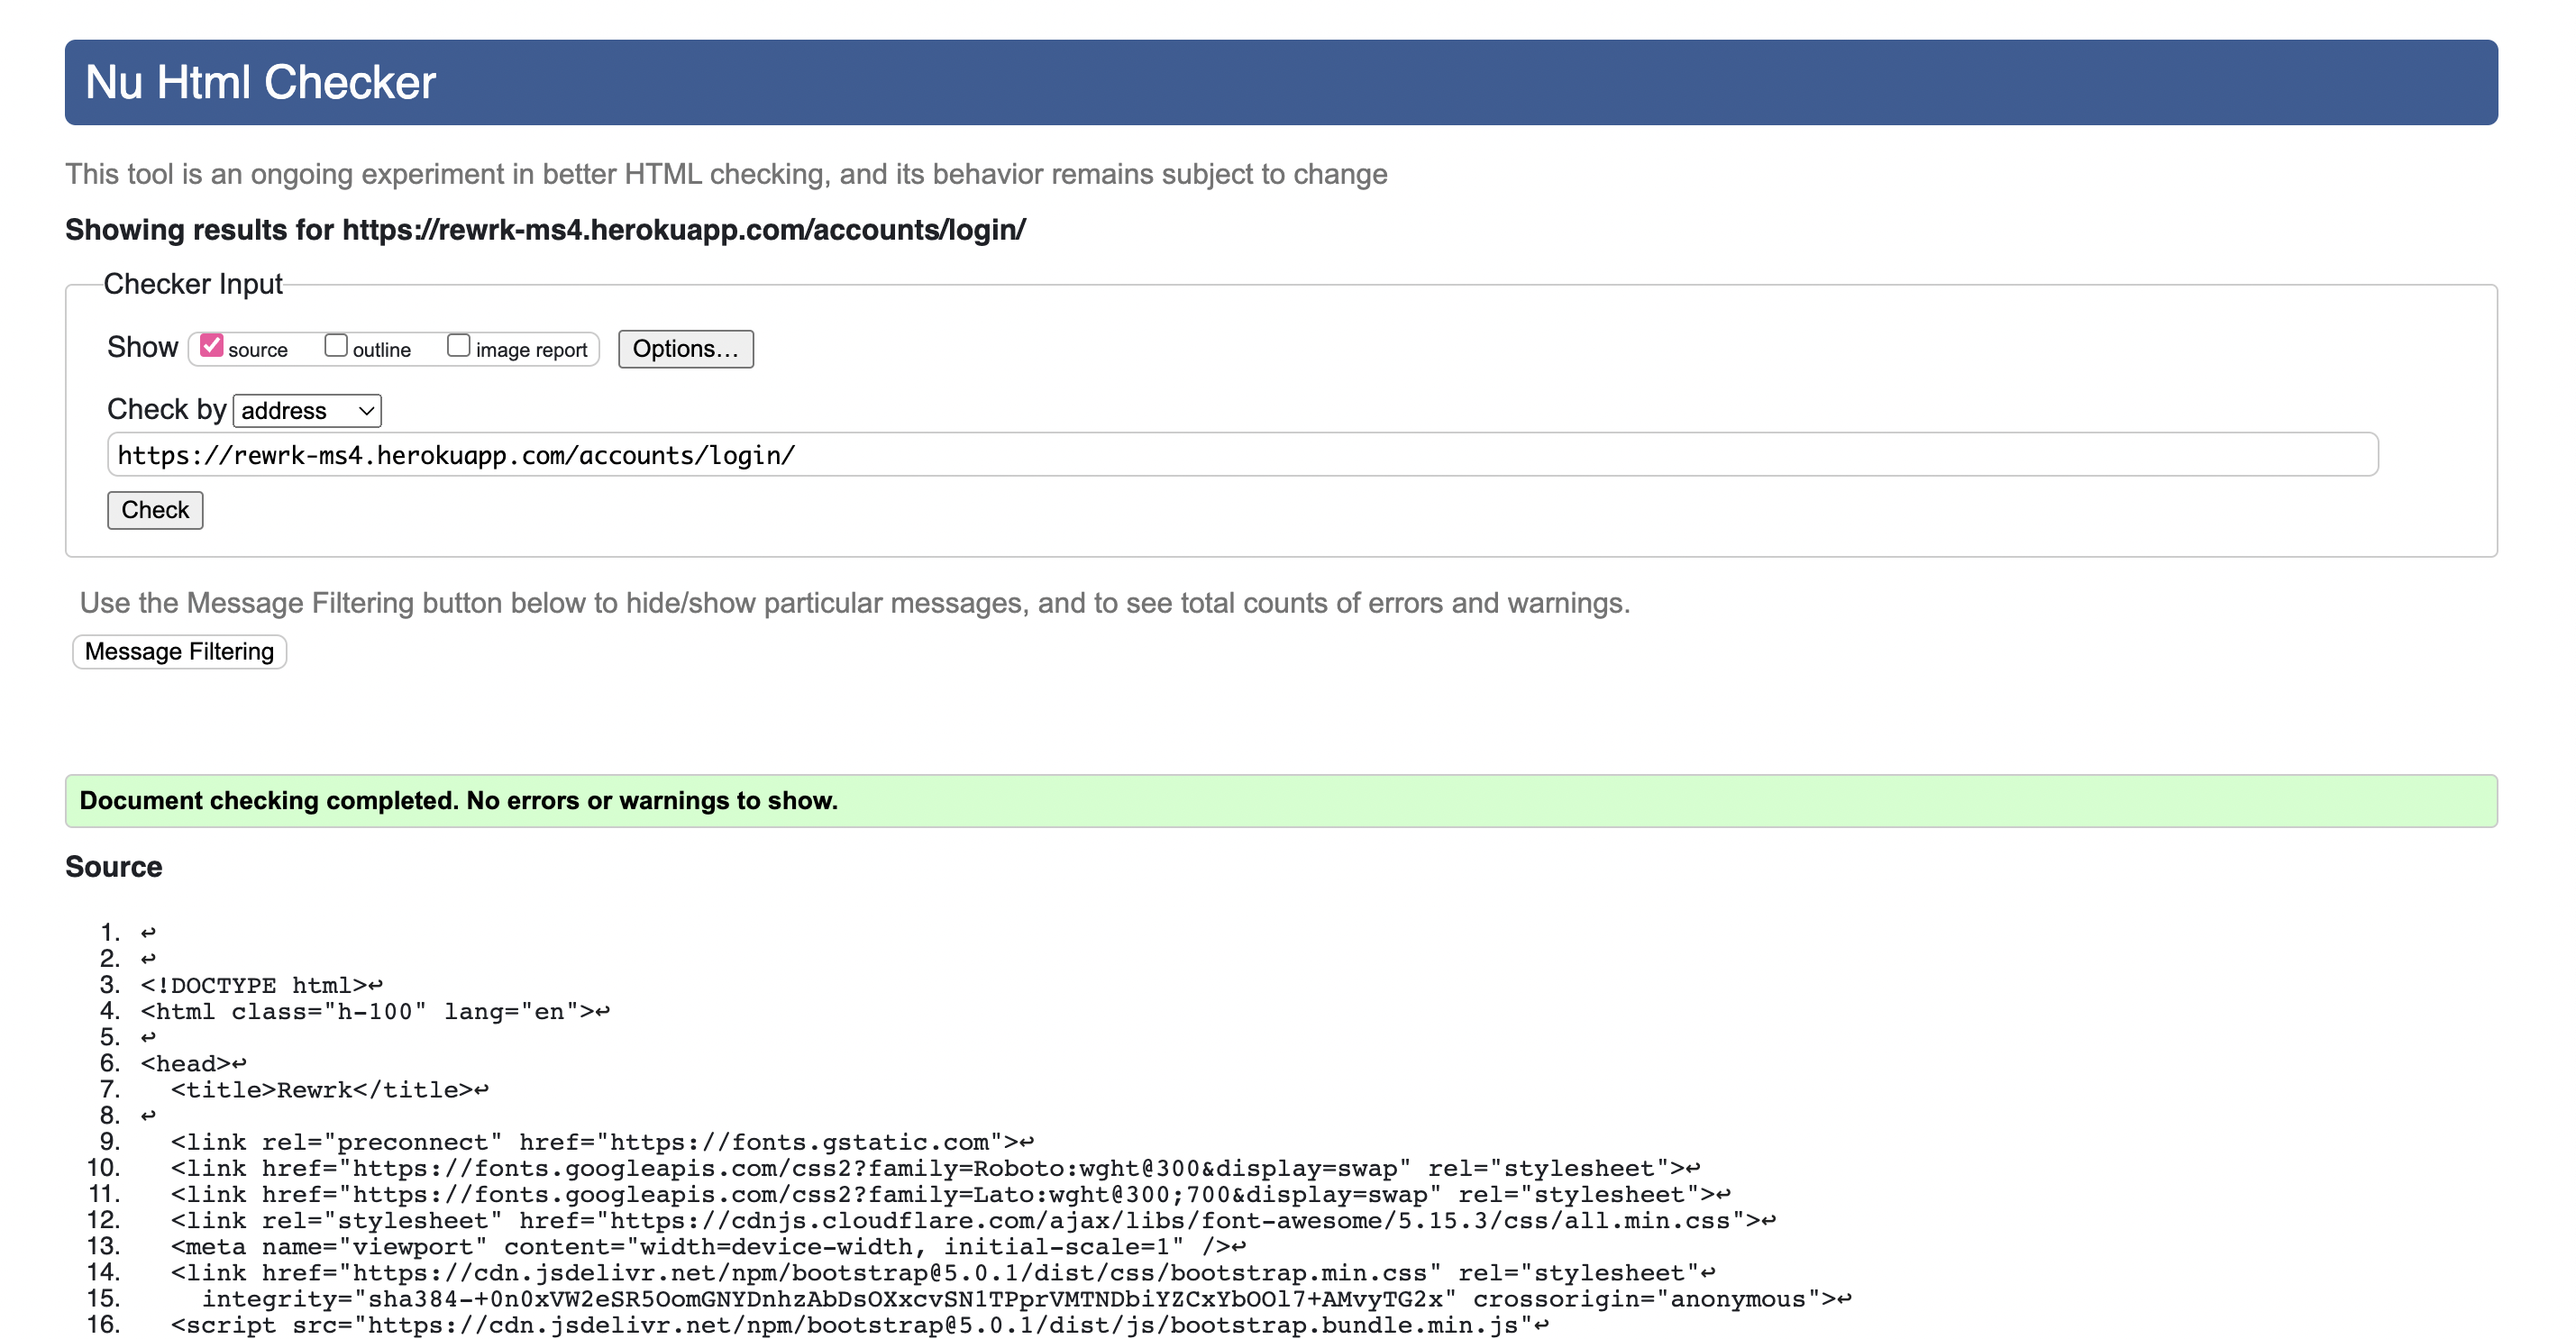 Nu Html Checker
This tool is an ongoing experiment in better HTML checking, and its behavior remains subject to change
Showing results for https://rewrk-ms4.herokuapp.com/accounts/login/
Checker Input
Show source outline image report Options...
Check by address
https://rewrk-ms4.herokuapp.com/accounts/login/
Check
Use the Message Filtering button below to hide/show particular messages, and to see total counts of errors and warnings.
Message Filtering
Document checking completed. No errors or warnings to show.
Source
1. ↩
2. ↩
3. <!DOCTYPE html>↩
4. <html class="h-100" lang="en">↩
5. ↩
6. <head>↩
7. <title>Rewrk</title>↩
8. ↩
9. <link rel="preconnect" href="https://fonts.gstatic.com">↩
10. <link href="https://fonts.googleapis.com/css2?family=Roboto:wght@300&display=swap" rel="stylesheet">↩
11. <link href="https://fonts.googleapis.com/css2?family=Lato:wght@300;700&display=swap" rel="stylesheet">↩
12. <link rel="stylesheet" href="https://cdnjs.cloudflare.com/ajax/libs/font-awesome/5.15.3/css/all.min.css">↩
13. <meta name="viewport" content="width=device-width, initial-scale=1" />↩
14. <link href="https://cdn.jsdelivr.net/npm/bootstrap@5.0.1/dist/css/bootstrap.min.css" rel="stylesheet"↩
15. integrity="sha384-+0n0xVW2eSR5OomGNYDnhzAbDsOXxcvSN1TPprVMTNDbiYZCxYbOOl7+AMvyTG2x" crossorigin="anonymous">↩
16. <script src="https://cdn.jsdelivr.net/npm/bootstrap@5.0.1/dist/js/bootstrap.bundle.min.js"↩